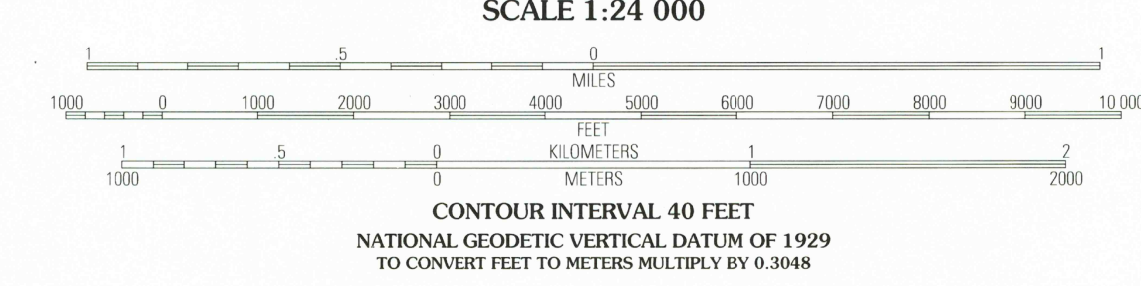 SCALE 1:24 000
1 .5 0 1
MILES
1000 0 1000 2000 3000 4000 5000 6000 7000 8000 9000 10 000
FEET
1 .5 0 KILOMETERS 1 2
1000 0 METERS 1000 2000
CONTOUR INTERVAL 40 FEET
NATIONAL GEODETIC VERTICAL DATUM OF 1929
TO CONVERT FEET TO METERS MULTIPLY BY 0.3048